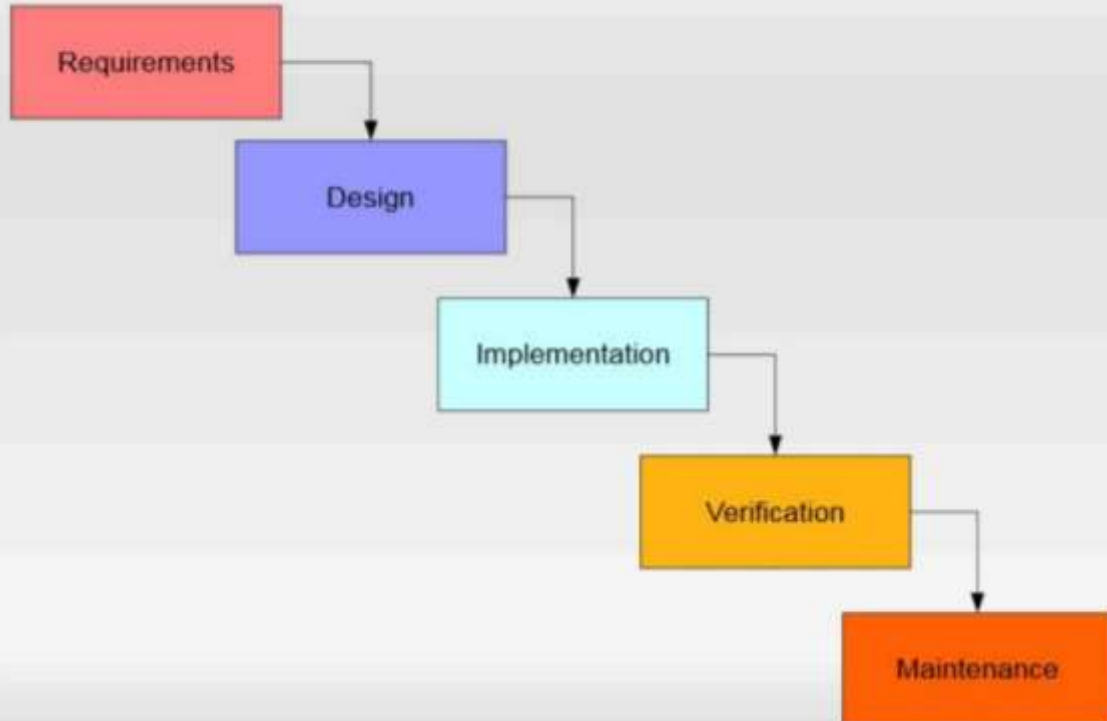 Requirements
Design
Implementation
Verification
Maintenance